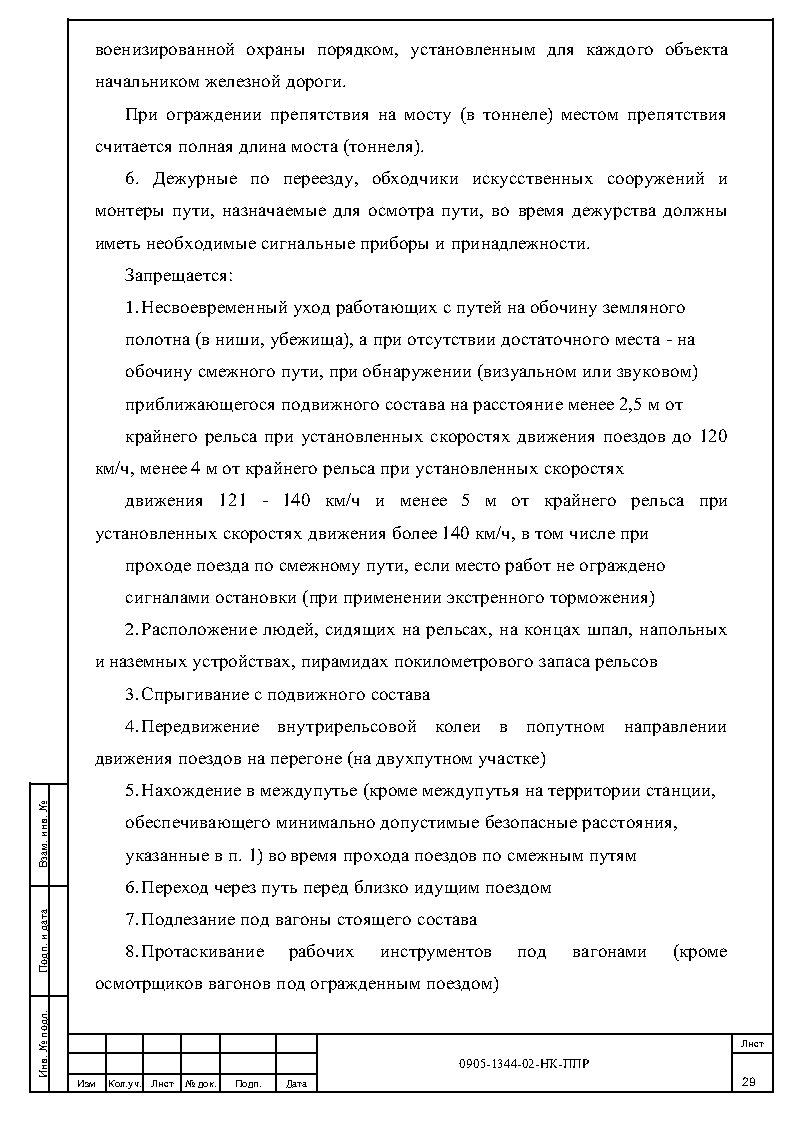 военизированной охраны порядком, установленным для каждого объекта
начальником железной дороги.
При ограждении препятствия на мосту (в тоннеле) местом препятствия
считается полная длина моста (тоннеля).
6. Дежурные по переезду, обходчики искусственных сооружений и
монтеры пути, назначаемые для осмотра пути, во время дежурства должны
иметь необходимые сигнальные приборы и принадлежности.
Запрещается:
1. Несвоевременный уход работающих с путей на обочину земляного
полотна (в ниши, убежища), а при отсутствии достаточного места - на
обочину смежного пути, при обнаружении (визуальном или звуковом)
приближающегося подвижного состава на расстояние менее 2,5 м от
крайнего рельса при установленных скоростях движения поездов до 120
км/ч, менее 4 м от крайнего рельса при установленных скоростях
движения 121 - 140 км/ч и менее 5 м от крайнего рельса при
установленных скоростях движения более 140 км/ч, в том числе при
проходе поезда по смежному пути, если место работ не ограждено
сигналами остановки (при применении экстренного торможения)
2. Расположение людей, сидящих на рельсах, на концах шпал, напольных
и наземных устройствах, пирамидах покилометрового запаса рельсов
3. Спрыгивание с подвижного состава
4. Передвижение внутрирельсовой колеи в попутном направлении
движения поездов на перегоне (на двухпутном участке)
5. Нахождение в междупутье (кроме междупутья на территории станции,
обеспечивающего минимально допустимые безопасные расстояния,
указанные в п. 1) во время прохода поездов по смежным путям
6. Переход через путь перед близко идущим поездом
7. Подлезание под вагоны стоящего состава
8. Протаскивание рабочих инструментов под вагонами (кроме
осмотрщиков вагонов под огражденным поездом)
Взам. инв. №
Подп. и дата
Инв. № подл.
Изм Кол.уч. Лист № док. Подп. Дата
0905-1344-02-НК-ППР
Лист
29